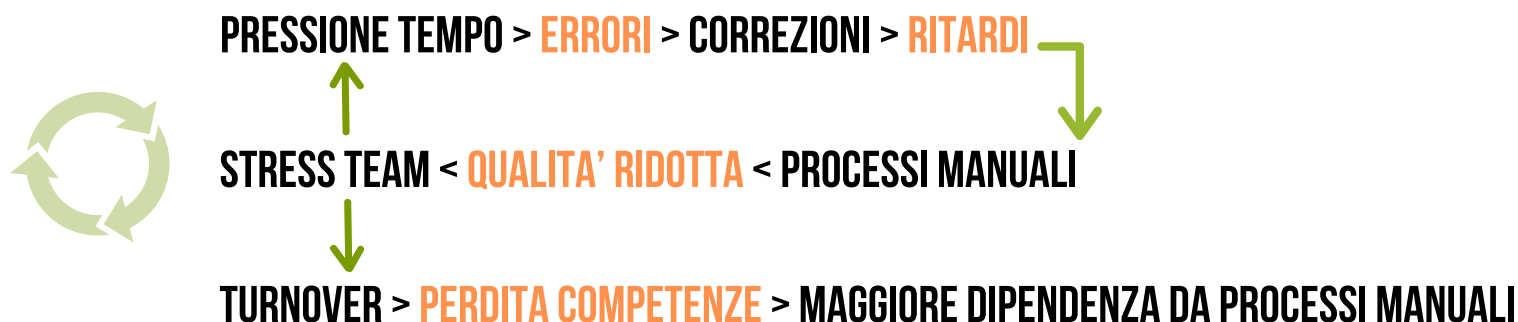 PRESSIONE TEMPO > ERRORI > CORREZIONI > RITARDI
STRESS TEAM < QUALITA' RIDOTTA < PROCESSI MANUALI
TURNOVER > PERDITA COMPETENZE > MAGGIORE DIPENDENZA DA PROCESSI MANUALI